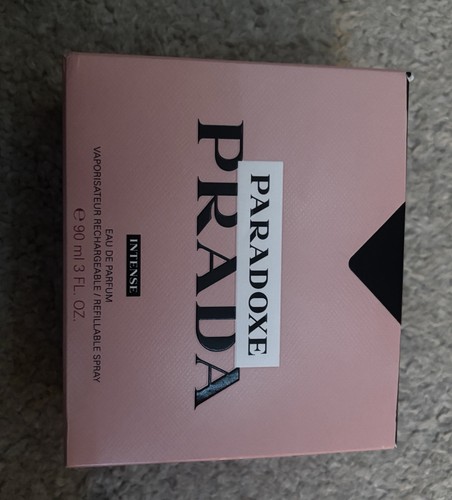 PARADOXE
PRADA
INTENSE
EAU DE PARFUM
VAPORISATEUR RECHARGEABLE / REFILLABLE SPRAY
℮ 90 ml 3 FL. OZ.